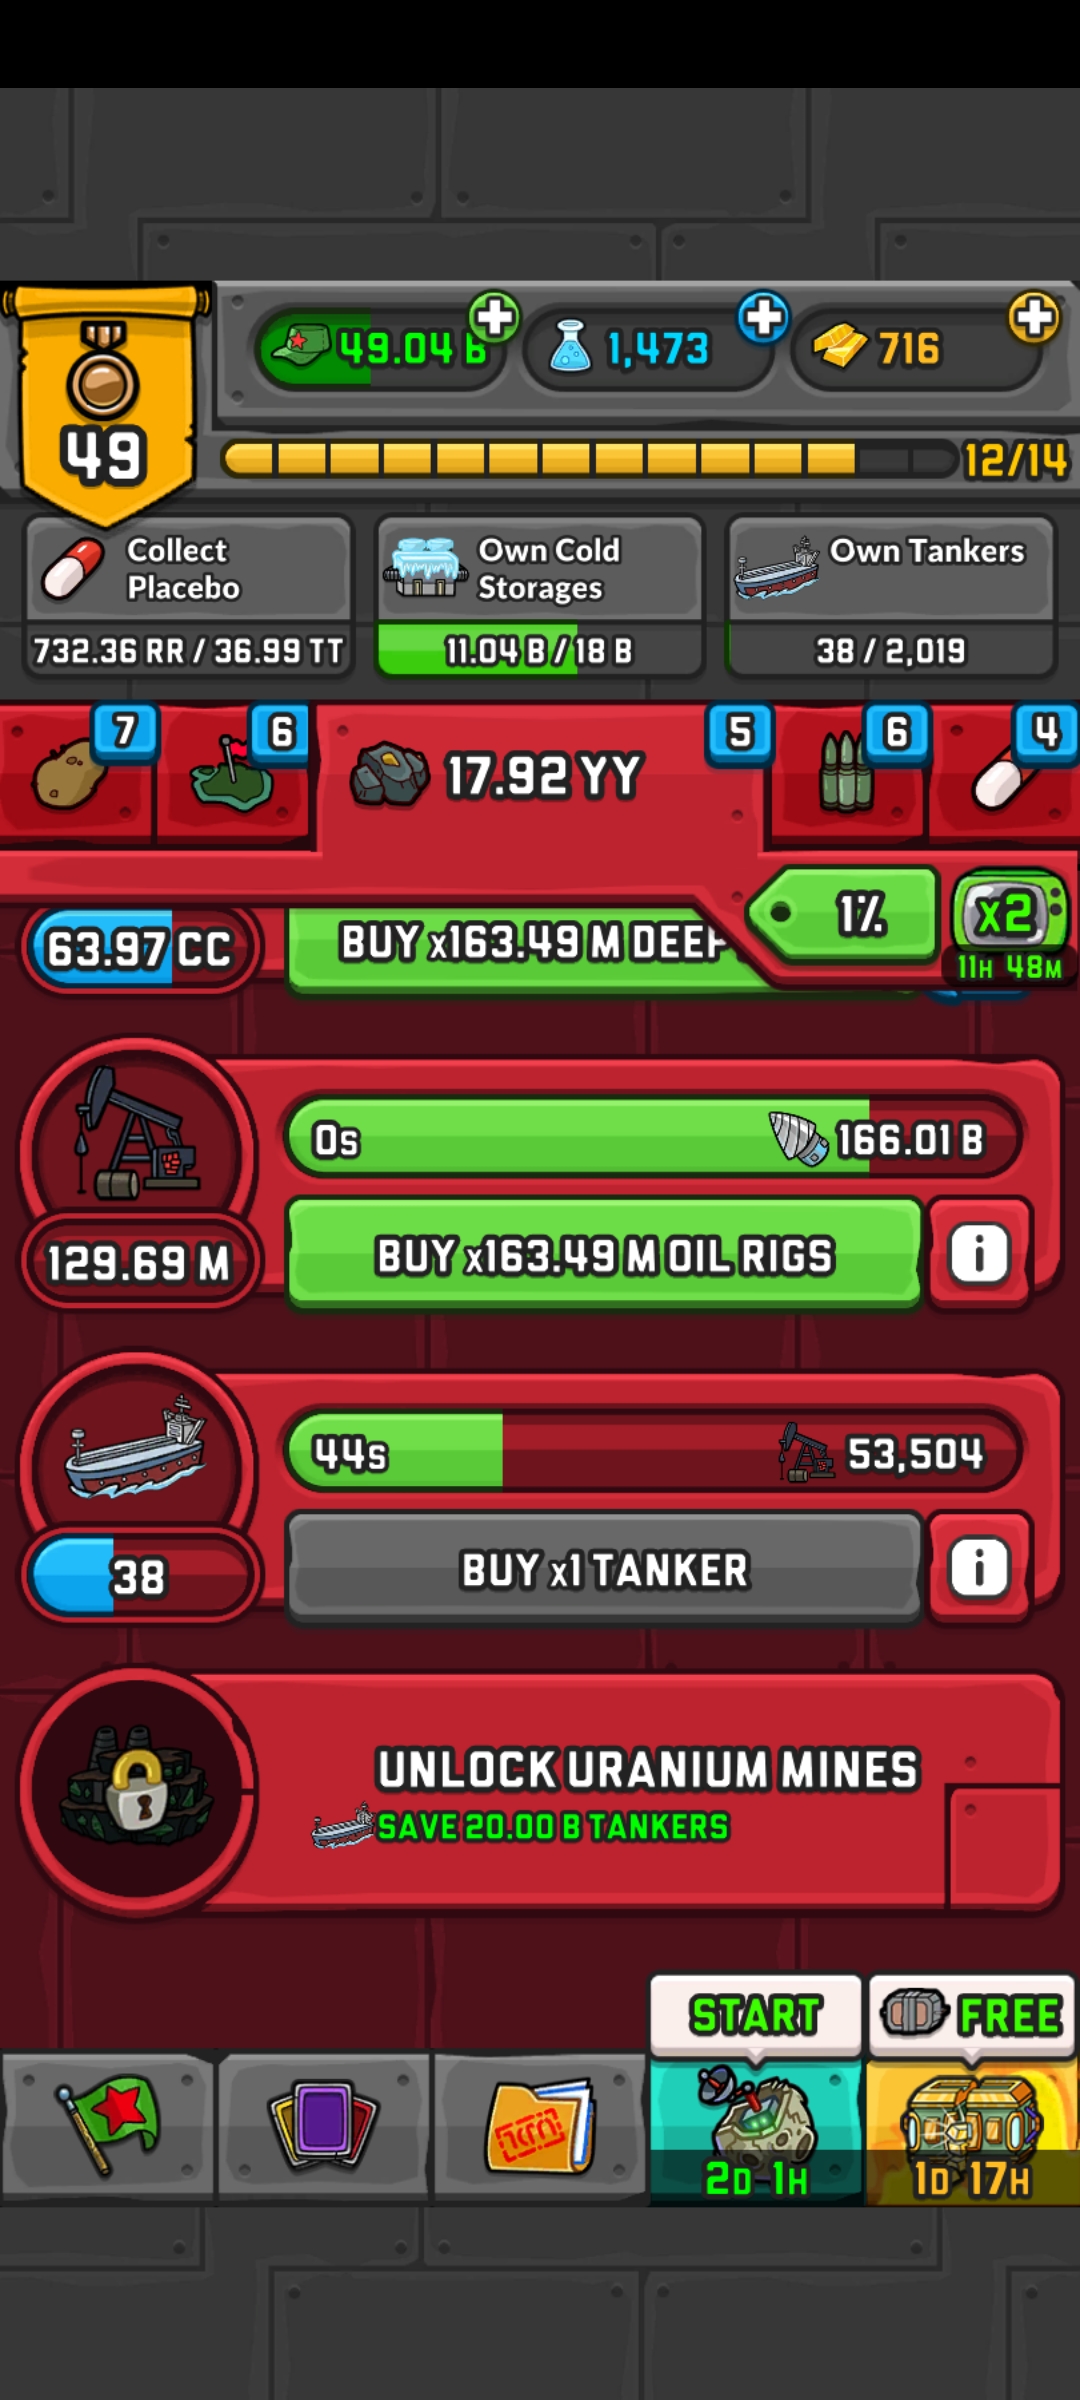 49.04 B
1,473
716
49
12/14
Collect
Placebo
Own Cold
Storages
Own Tankers
732.36 RR / 36.99 TT
11.04 B / 18 B
38 / 2,019
7
6
17.92 YY
5
6
4
63.97 CC
BUY x163.49 M DEEP
1%
x2
11H 48M
0s
166.01 B
129.69 M
BUY x163.49 M OIL RIGS
i
44s
53,504
38
BUY x1 TANKER
i
UNLOCK URANIUM MINES
SAVE 20.00 B TANKERS
START
FREE
2D 1H
1D 17H